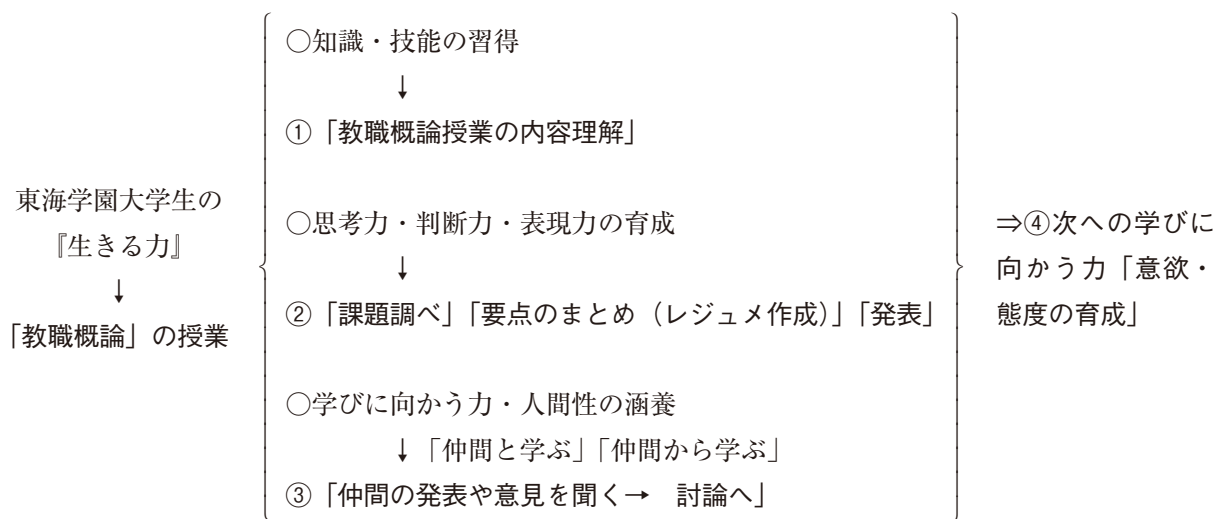 東海学園大学生の
『生きる力』
↓
「教職概論」の授業
○知識・技能の習得
↓
①「教職概論授業の内容理解」
○思考力・判断力・表現力の育成
↓
②「課題調べ」「要点のまとめ（レジュメ作成）」「発表」
○学びに向かう力・人間性の涵養
↓「仲間と学ぶ」「仲間から学ぶ」
③「仲間の発表や意見を聞く→　討論へ」
⇒④次への学びに
向かう力「意欲・
態度の育成」